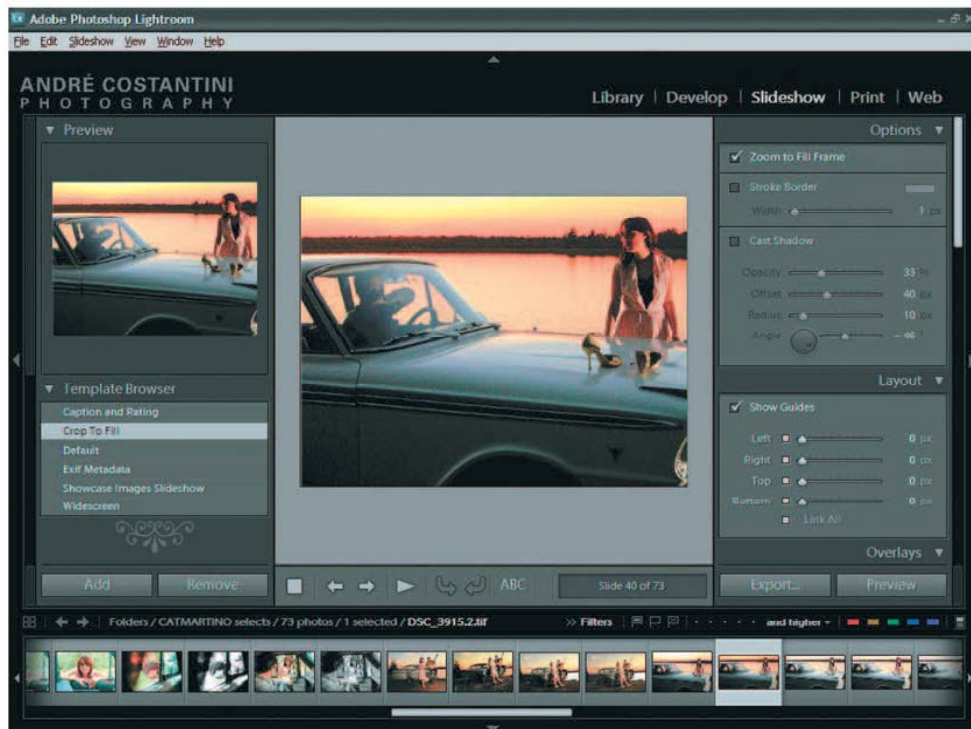 Adobe Photoshop Lightroom
File Edit Slideshow View Window Help
ANDRÉ COSTANTINI
PHOTOGRAPHY
Library | Develop | Slideshow | Print | Web
Preview
Options
Zoom to Fill Frame
Stroke Border
Width 1 px
Cast Shadow
Opacity 33 %
Offset 40 px
Radius 10 px
Angle - 46 °
Template Browser
Caption and Rating
Crop To Fill
Default
Exif Metadata
Showcase Images Slideshow
Widescreen
Layout
Show Guides
Left 0 px
Right 0 px
Top 0 px
Bottom 0 px
Link All
Overlays
Add Remove
ABC Slide 40 of 73
Export... Preview
Folders / CATMARTINO selects / 73 photos / 1 selected / DSC_3915.2.tif >> Filters and higher